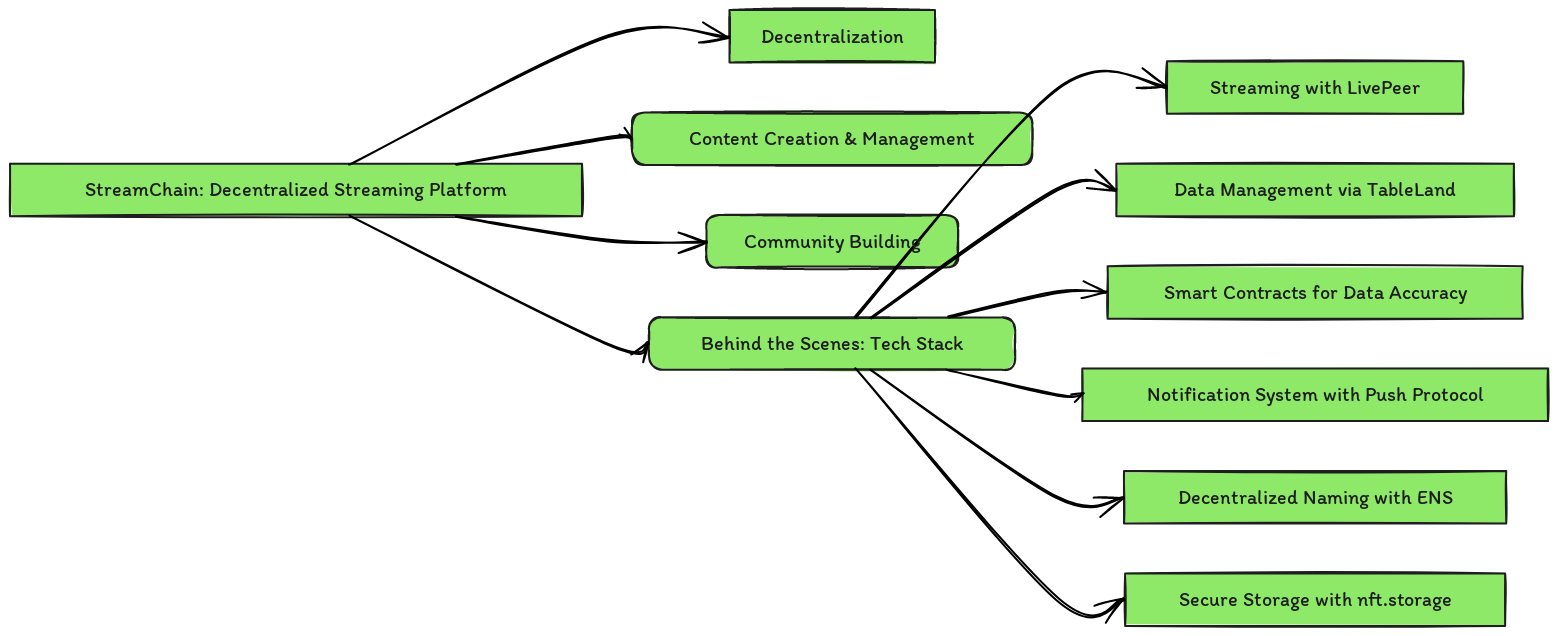 StreamChain: Decentralized Streaming Platform
Decentralization
Content Creation & Management
Community Building
Behind the Scenes: Tech Stack
Streaming with LivePeer
Data Management via TableLand
Smart Contracts for Data Accuracy
Notification System with Push Protocol
Decentralized Naming with ENS
Secure Storage with nft.storage